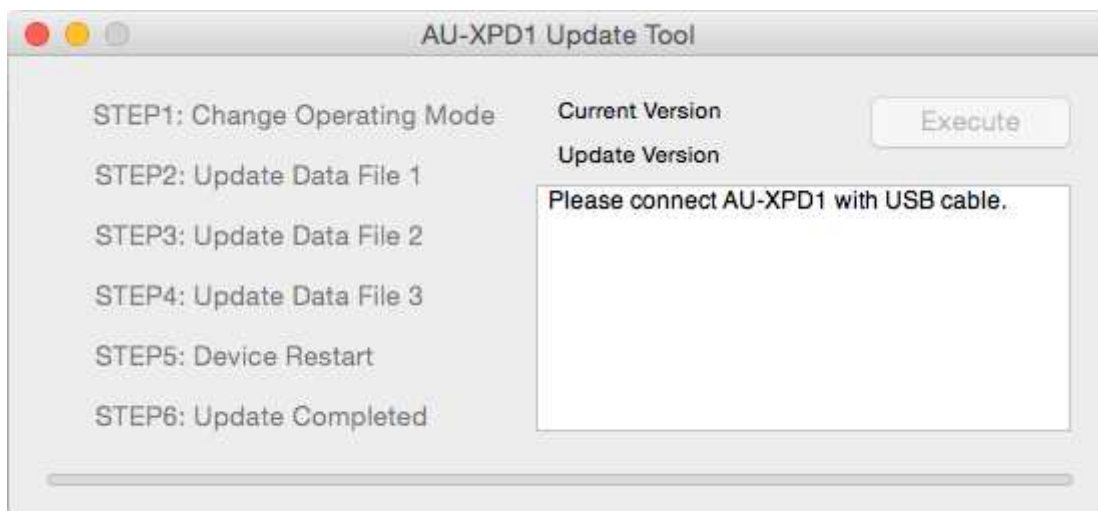 AU-XPD1 Update Tool
STEP1: Change Operating Mode
STEP2: Update Data File 1
STEP3: Update Data File 2
STEP4: Update Data File 3
STEP5: Device Restart
STEP6: Update Completed
Current Version
Update Version
Execute
Please connect AU-XPD1 with USB cable.